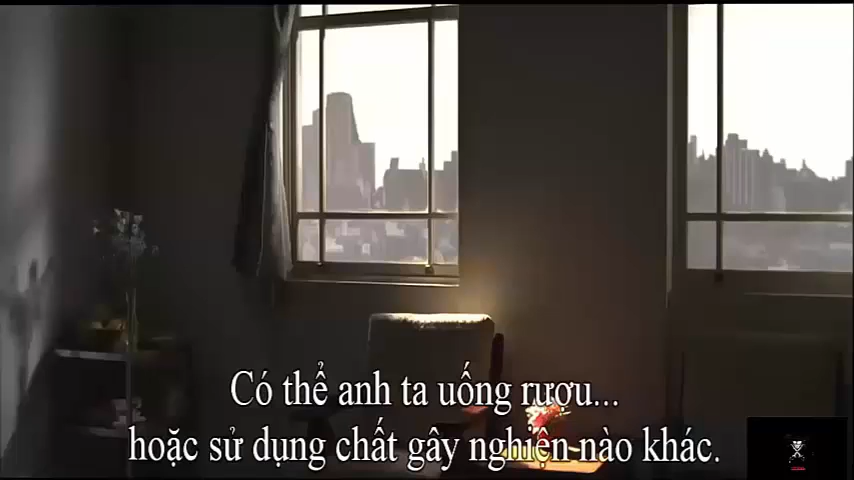 Có thể anh ta uống rượu...
hoặc sử dụng chất gây nghiện nào khác.